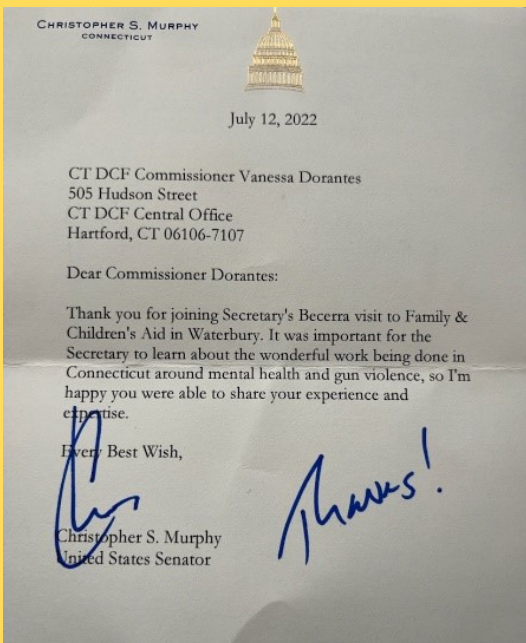 CHRISTOPHER S. MURPHY
CONNECTICUT
July 12, 2022
CT DCF Commissioner Vanessa Dorantes
505 Hudson Street
CT DCF Central Office
Hartford, CT 06106-7107
Dear Commissioner Dorantes:
Thank you for joining Secretary's Becerra visit to Family &
Children's Aid in Waterbury. It was important for the
Secretary to learn about the wonderful work being done in
Connecticut around mental health and gun violence, so I'm
happy you were able to share your experience and
expertise.
Every Best Wish,
Thanks!
Christopher S. Murphy
United States Senator